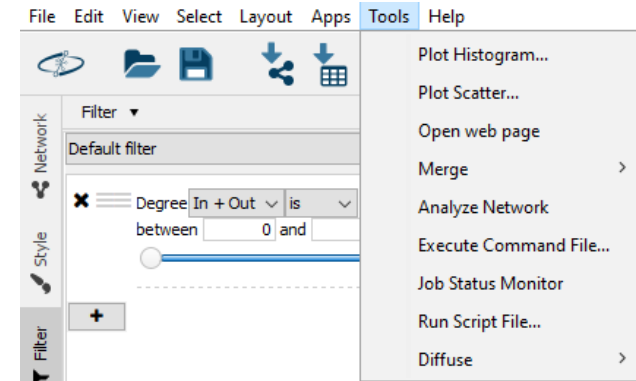 File Edit View Select Layout Apps Tools Help
Plot Histogram...
Plot Scatter...
Open web page
Merge
Analyze Network
Execute Command File...
Job Status Monitor
Run Script File...
Diffuse
Network
Style
Filter
Filter
Default filter
Degree In + Out is
between 0 and